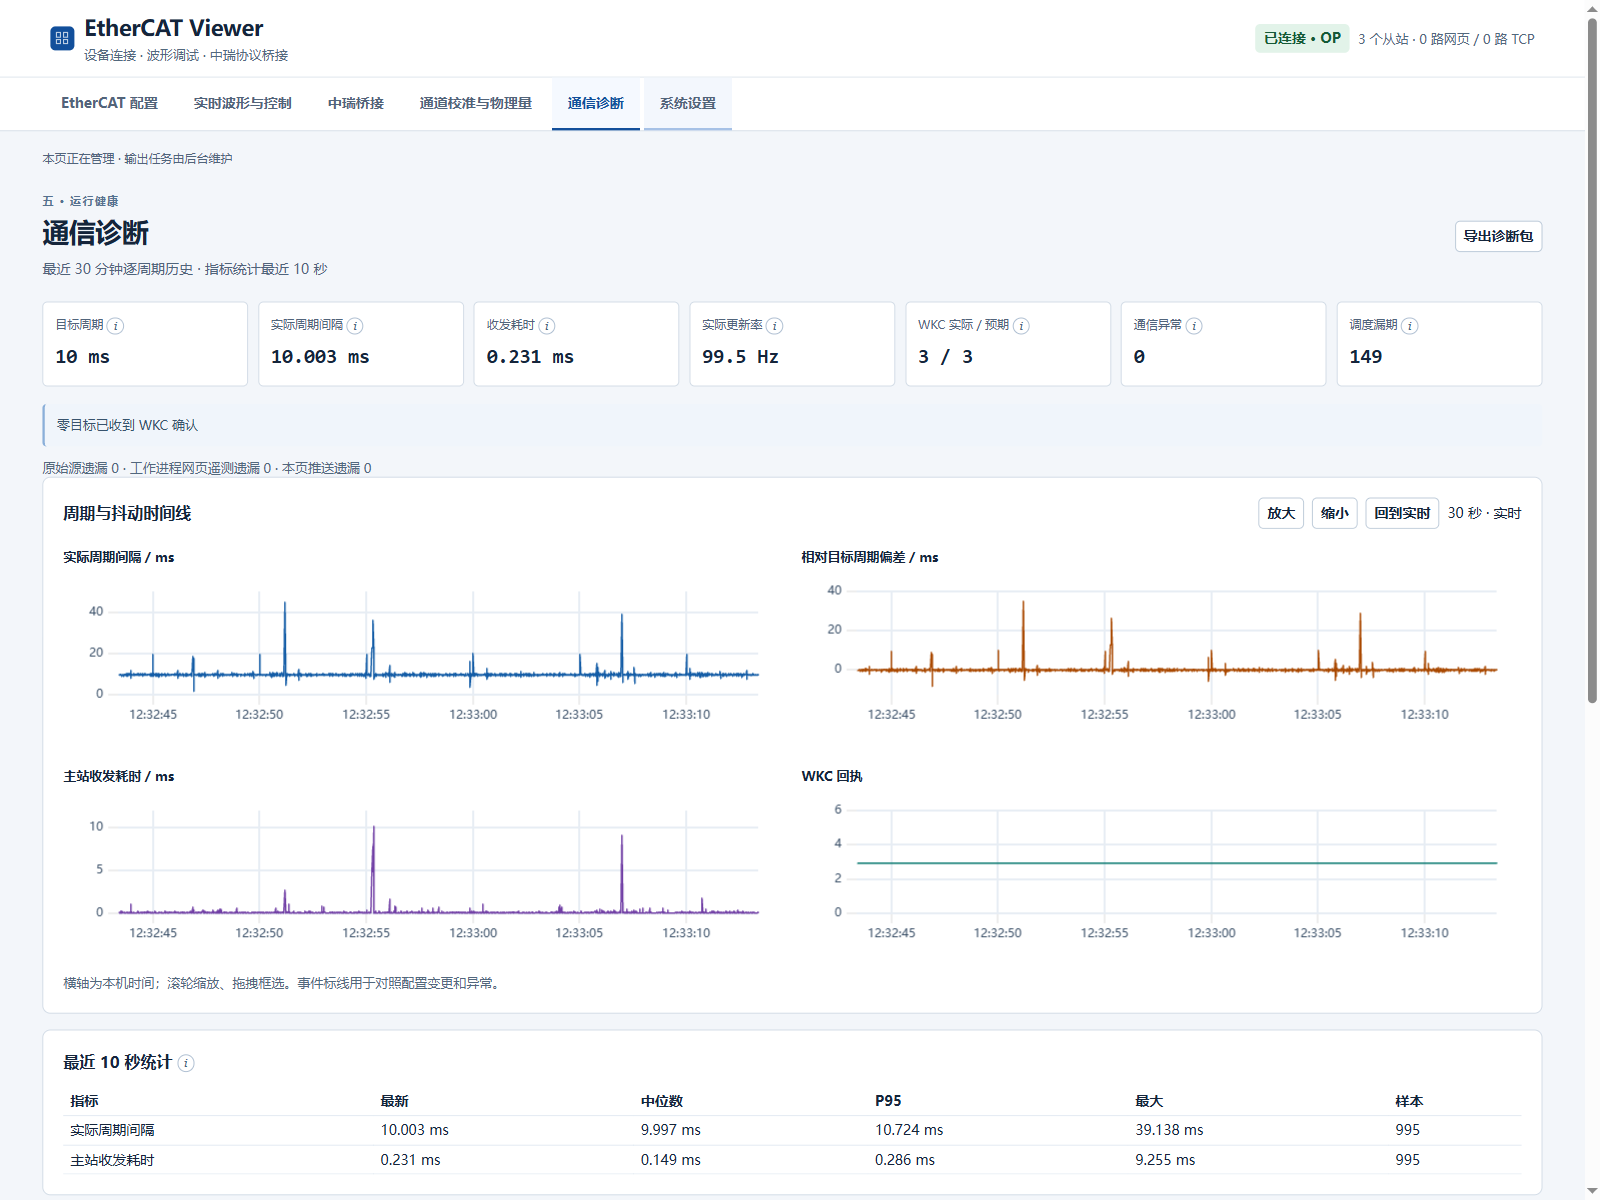 EtherCAT Viewer
设备连接 · 波形调试 · 中瑞协议桥接
已连接 • OP
3 个从站 · 0 路网页 / 0 路 TCP
EtherCAT 配置
实时波形与控制
中瑞桥接
通道校准与物理量
通信诊断
系统设置
本页正在管理 · 输出任务由后台维护
五 • 运行健康
通信诊断
导出诊断包
最近 30 分钟逐周期历史 · 指标统计最近 10 秒
目标周期 i
10 ms
实际周期间隔 i
10.003 ms
收发耗时 i
0.231 ms
实际更新率 i
99.5 Hz
WKC 实际 / 预期 i
3 / 3
通信异常 i
0
调度漏期 i
149
零目标已收到 WKC 确认
原始源遗漏 0 · 工作进程网页遥测遗漏 0 · 本页推送遗漏 0
周期与抖动时间线
放大
缩小
回到实时
30 秒 · 实时
实际周期间隔 / ms
40
20
0
12:32:45 12:32:50 12:32:55 12:33:00 12:33:05 12:33:10
相对目标周期偏差 / ms
40
20
0
12:32:45 12:32:50 12:32:55 12:33:00 12:33:05 12:33:10
主站收发耗时 / ms
10
5
0
12:32:45 12:32:50 12:32:55 12:33:00 12:33:05 12:33:10
WKC 回执
6
4
2
0
12:32:45 12:32:50 12:32:55 12:33:00 12:33:05 12:33:10
横轴为本机时间；滚轮缩放、拖拽框选。事件标线用于对照配置变更和异常。
最近 10 秒统计 i
指标 最新 中位数 P95 最大 样本
实际周期间隔 10.003 ms 9.997 ms 10.724 ms 39.138 ms 995
主站收发耗时 0.231 ms 0.149 ms 0.286 ms 9.255 ms 995